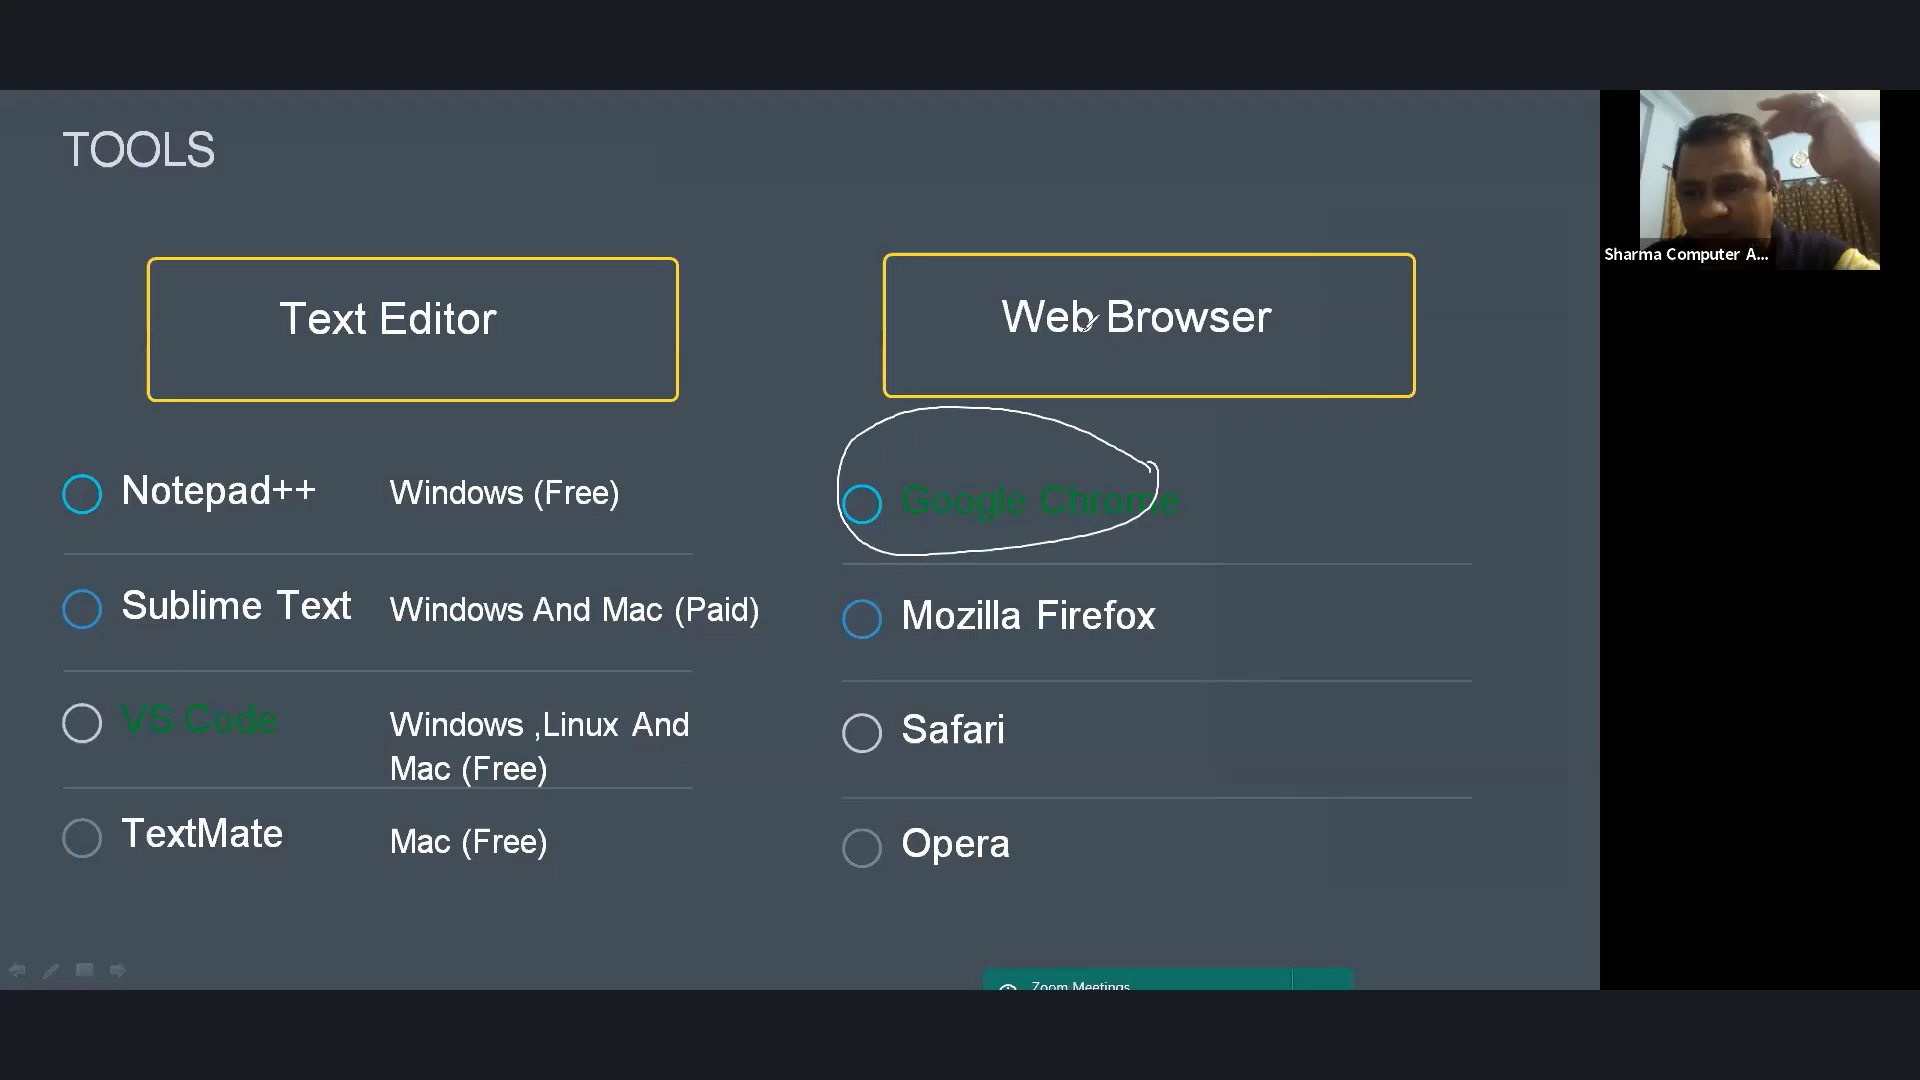 TOOLS
Text Editor
Notepad++ Windows (Free)
Sublime Text Windows And Mac (Paid)
VS Code Windows ,Linux And
Mac (Free)
TextMate Mac (Free)
Web Browser
Google Chrome
Mozilla Firefox
Safari
Opera
Sharma Computer A...
Zoom Meetings